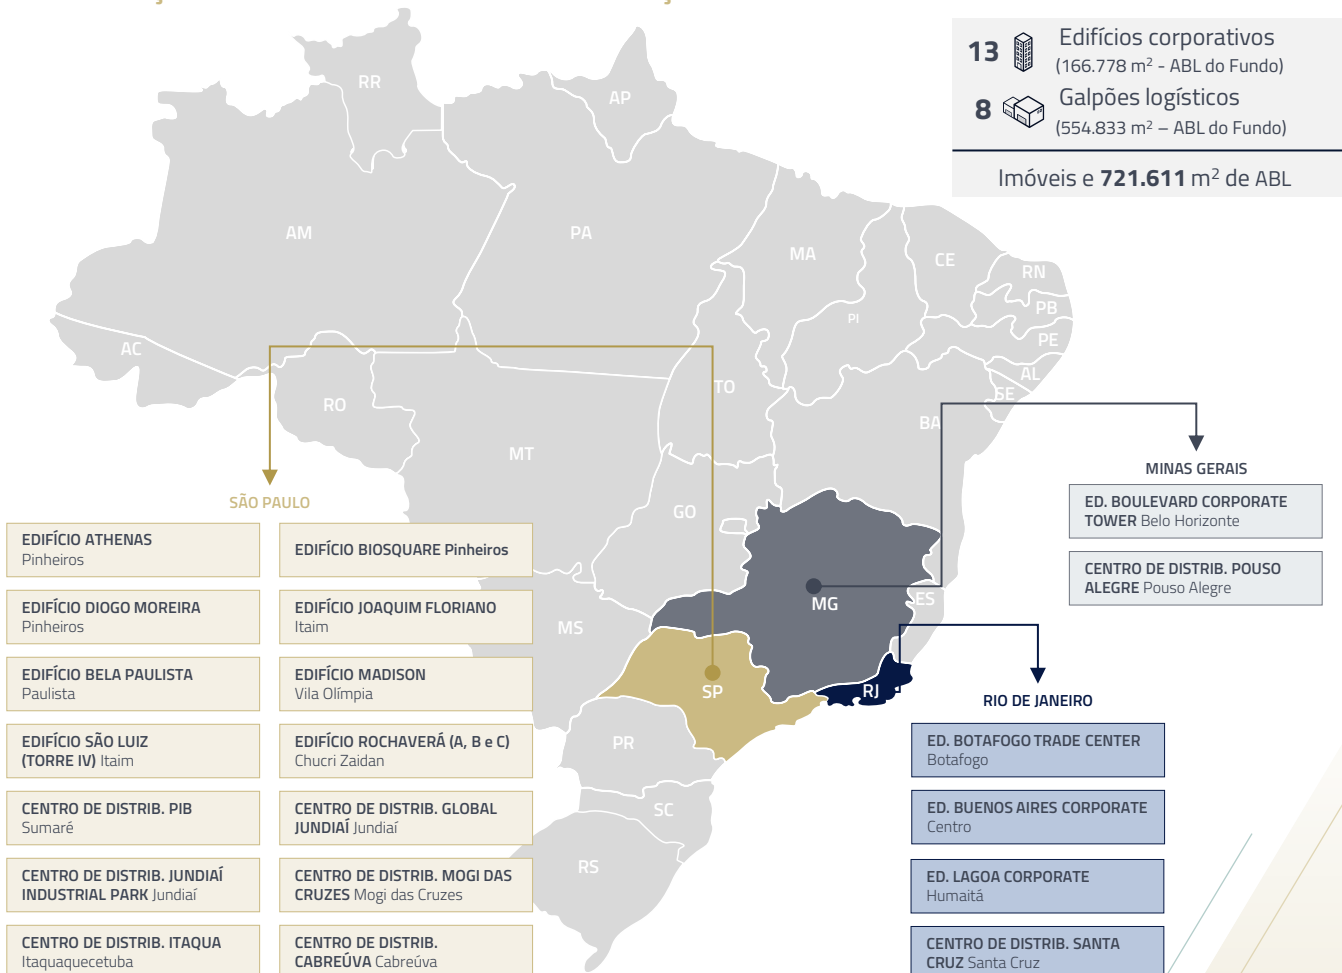 13
Edifícios corporativos
(166.778 m² - ABL do Fundo)
8
Galpões logísticos
(554.833 m² – ABL do Fundo)
Imóveis e 721.611 m² de ABL
RR
AP
AM
PA
MA
CE
RN
PB
PI
PE
AC
AL
TO
SE
RO
BA
MT
GO
MG
ES
MS
SP
RJ
PR
SC
RS
SÃO PAULO
EDIFÍCIO ATHENAS
Pinheiros
EDIFÍCIO BIOSQUARE Pinheiros
EDIFÍCIO DIOGO MOREIRA
Pinheiros
EDIFÍCIO JOAQUIM FLORIANO
Itaim
EDIFÍCIO BELA PAULISTA
Paulista
EDIFÍCIO MADISON
Vila Olímpia
EDIFÍCIO SÃO LUIZ
(TORRE IV) Itaim
EDIFÍCIO ROCHAVERÁ (A, B e C)
Chucri Zaidan
CENTRO DE DISTRIB. PIB
Sumaré
CENTRO DE DISTRIB. GLOBAL
JUNDIAÍ Jundiaí
CENTRO DE DISTRIB. JUNDIAÍ
INDUSTRIAL PARK Jundiaí
CENTRO DE DISTRIB. MOGI DAS
CRUZES Mogi das Cruzes
CENTRO DE DISTRIB. ITAQUA
Itaquaquecetuba
CENTRO DE DISTRIB.
CABREÚVA Cabreúva
MINAS GERAIS
ED. BOULEVARD CORPORATE
TOWER Belo Horizonte
CENTRO DE DISTRIB. POUSO
ALEGRE Pouso Alegre
RIO DE JANEIRO
ED. BOTAFOGO TRADE CENTER
Botafogo
ED. BUENOS AIRES CORPORATE
Centro
ED. LAGOA CORPORATE
Humaitá
CENTRO DE DISTRIB. SANTA
CRUZ Santa Cruz